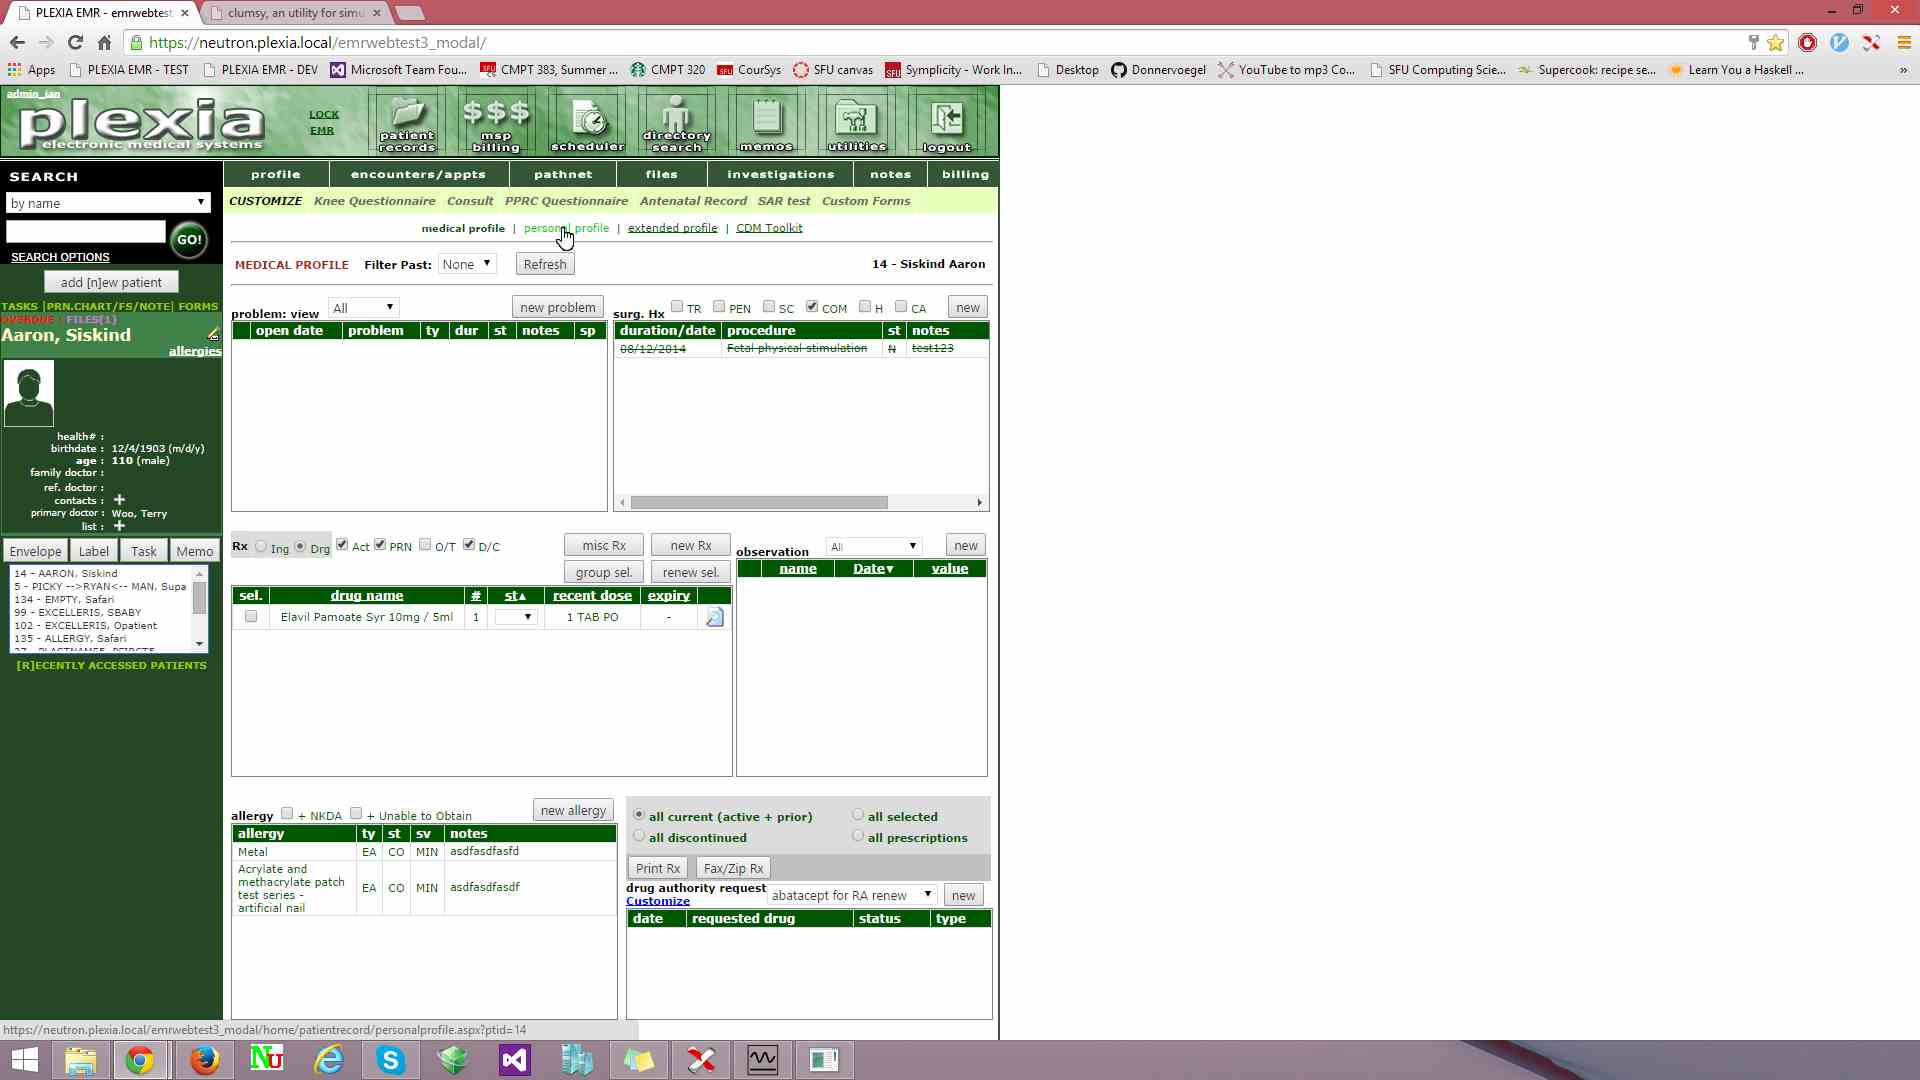 PLEXIA EMR - emrwebtest
clumsy, an utility for simu
https://neutron.plexia.local/emrwebtest3_modal/
Apps PLEXIA EMR - TEST PLEXIA EMR - DEV Microsoft Team Fou... CMPT 383, Summer ... CMPT 320 CourSys SFU canvas Symplicity - Work In... Desktop Donnervoegel YouTube to mp3 Co... SFU Computing Scie... Supercook: recipe se... Learn You a Haskell ... »
admin_ian
plexia
electronic medical systems
LOCK
EMR
patient records
$$$ msp billing
scheduler
directory search
memos
utilities
logout
SEARCH
by name
GO!
SEARCH OPTIONS
add [n]ew patient
TASKS |PRN.CHART/FS/NOTE| FORMS
FILES(1)
Aaron, Siskind
allergies
health# :
birthdate : 12/4/1903 (m/d/y)
age : 110 (male)
family doctor :
ref. doctor :
contacts : +
primary doctor : Woo, Terry
list : +
Envelope Label Task Memo
14 - AARON, Siskind
5 - PICKY -->RYAN<-- MAN, Supa
134 - EMPTY, Safari
99 - EXCELLERIS, SBABY
102 - EXCELLERIS, Opatient
135 - ALLERGY, Safari
[R]ECENTLY ACCESSED PATIENTS
profile encounters/appts pathnet files investigations notes billing
CUSTOMIZE Knee Questionnaire Consult PPRC Questionnaire Antenatal Record SAR test Custom Forms
medical profile | personal profile | extended profile | CDM Toolkit
MEDICAL PROFILE Filter Past: None Refresh 14 - Siskind Aaron
problem: view All new problem
open date problem ty dur st notes sp
surg. Hx TR PEN SC COM H CA new
duration/date procedure st notes
08/12/2014 Fetal physical stimulation N test123
Rx Ing Drg Act PRN O/T D/C misc Rx new Rx
group sel. renew sel.
sel. drug name # st▲ recent dose expiry
Elavil Pamoate Syr 10mg / 5ml 1 1 TAB PO -
observation All new
name Date▼ value
allergy + NKDA + Unable to Obtain new allergy
allergy ty st sv notes
Metal EA CO MIN asdfasdfasfd
Acrylate and methacrylate patch test series - artificial nail EA CO MIN asdfasdfasdf
all current (active + prior) all selected
all discontinued all prescriptions
Print Rx Fax/Zip Rx
drug authority request abatacept for RA renew new
Customize
date requested drug status type
https://neutron.plexia.local/emrwebtest3_modal/home/patientrecord/personalprofile.aspx?ptid=14